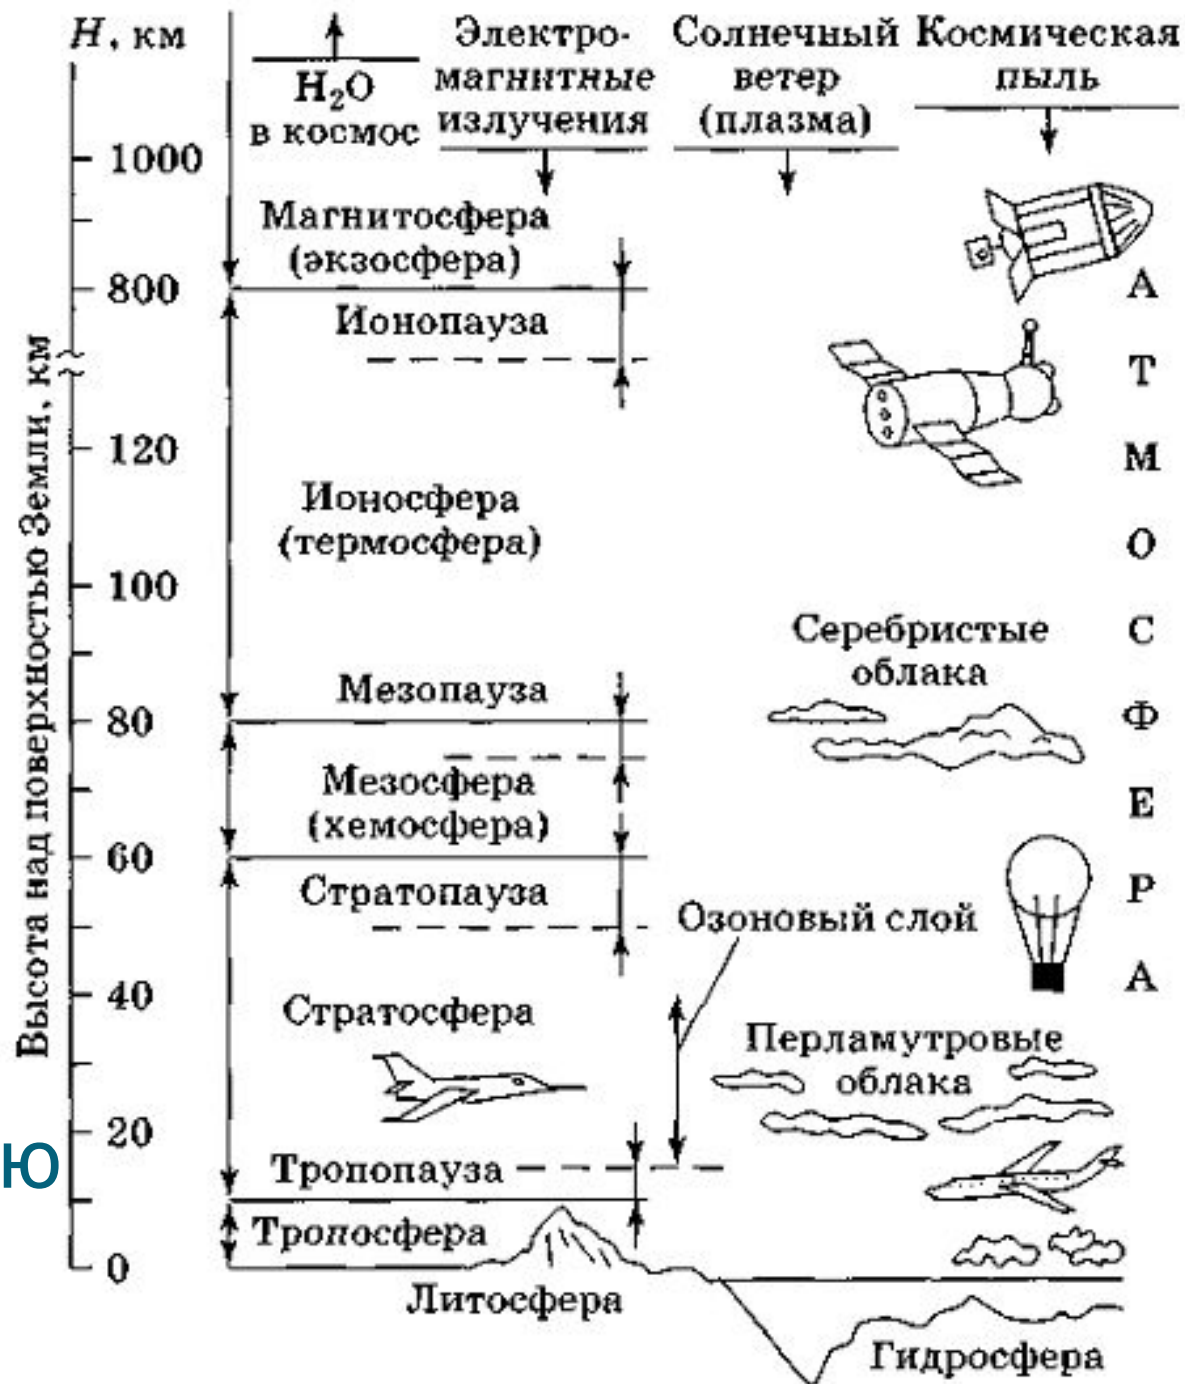 H, км
H₂O
в космос
Электро-
магнитные
излучения
Солнечный
ветер
(плазма)
Космическая
пыль
Высота над поверхностью Земли, км
1000
800
120
100
80
60
40
20
0
Магнитосфера
(экзосфера)
Ионопауза
Ионосфера
(термосфера)
Мезопауза
Мезосфера
(хемосфера)
Стратопауза
Стратосфера
Тропопауза
Тропосфера
Литосфера
Серебристые
облака
Озоновый слой
Перламутровые
облака
Гидросфера
А
Т
М
О
С
Ф
Е
Р
А
ю